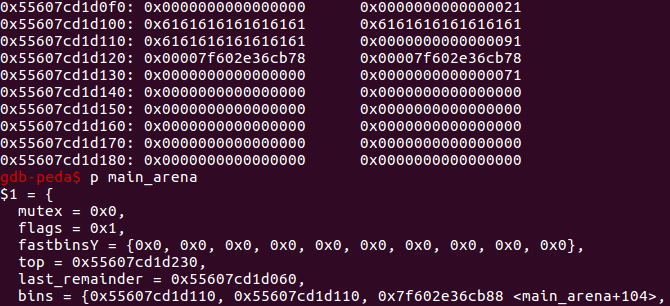 0x55607cd1d0f0: 0x0000000000000000 0x0000000000000021
0x55607cd1d100: 0x6161616161616161 0x6161616161616161
0x55607cd1d110: 0x6161616161616161 0x0000000000000091
0x55607cd1d120: 0x00007f602e36cb78 0x00007f602e36cb78
0x55607cd1d130: 0x0000000000000000 0x0000000000000071
0x55607cd1d140: 0x0000000000000000 0x0000000000000000
0x55607cd1d150: 0x0000000000000000 0x0000000000000000
0x55607cd1d160: 0x0000000000000000 0x0000000000000000
0x55607cd1d170: 0x0000000000000000 0x0000000000000000
0x55607cd1d180: 0x0000000000000000 0x0000000000000000
gdb-peda$ p main_arena
$1 = {
mutex = 0x0,
flags = 0x1,
fastbinsY = {0x0, 0x0, 0x0, 0x0, 0x0, 0x0, 0x0, 0x0, 0x0, 0x0},
top = 0x55607cd1d230,
last_remainder = 0x55607cd1d060,
bins = {0x55607cd1d110, 0x55607cd1d110, 0x7f602e36cb88 <main_arena+104>,